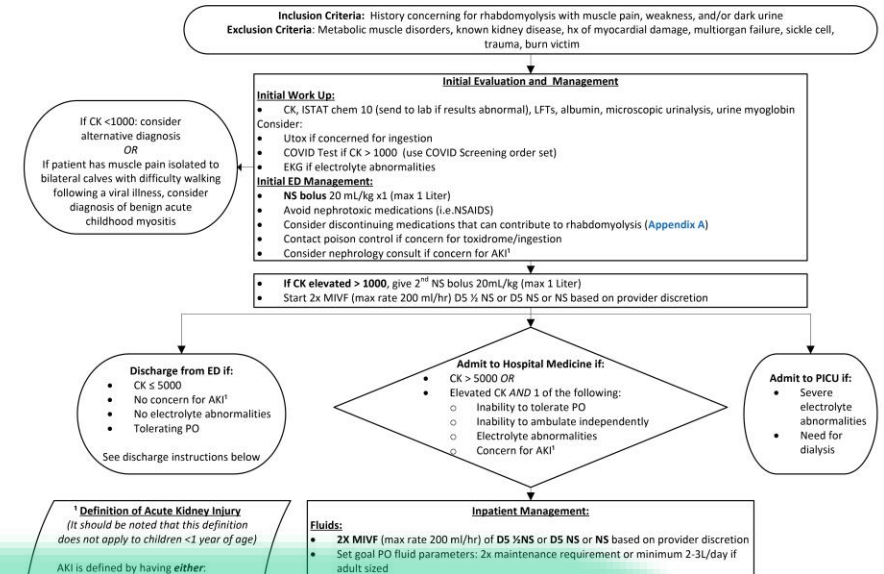 Inclusion Criteria: History concerning for rhabdomyolysis with muscle pain, weakness, and/or dark urine
Exclusion Criteria: Metabolic muscle disorders, known kidney disease, hx of myocardial damage, multiorgan failure, sickle cell,
trauma, burn victim
Initial Evaluation and Management
Initial Work Up:
• CK, ISTAT chem 10 (send to lab if results abnormal), LFTs, albumin, microscopic urinalysis, urine myoglobin
Consider:
• Utox if concerned for ingestion
• COVID Test if CK > 1000 (use COVID Screening order set)
• EKG if electrolyte abnormalities
Initial ED Management:
• NS bolus 20 mL/kg x1 (max 1 Liter)
• Avoid nephrotoxic medications (i.e.NSAIDS)
• Consider discontinuing medications that can contribute to rhabdomyolysis (Appendix A)
• Contact poison control if concern for toxidrome/ingestion
• Consider nephrology consult if concern for AKI¹
If CK <1000: consider
alternative diagnosis
OR
If patient has muscle pain isolated to
bilateral calves with difficulty walking
following a viral illness, consider
diagnosis of benign acute
childhood myositis
• If CK elevated > 1000, give 2nd NS bolus 20mL/kg (max 1 Liter)
• Start 2x MIVF (max rate 200 ml/hr) D5 ½ NS or D5 NS or NS based on provider discretion
Discharge from ED if:
• CK ≤ 5000
• No concern for AKI¹
• No electrolyte abnormalities
• Tolerating PO
See discharge instructions below
Admit to Hospital Medicine if:
• CK > 5000 OR
• Elevated CK AND 1 of the following:
o Inability to tolerate PO
o Inability to ambulate independently
o Electrolyte abnormalities
o Concern for AKI¹
Admit to PICU if:
• Severe
electrolyte
abnormalities
• Need for
dialysis
¹ Definition of Acute Kidney Injury
(It should be noted that this definition
does not apply to children <1 year of age)
AKI is defined by having either:
Inpatient Management:
Fluids:
• 2X MIVF (max rate 200 ml/hr) of D5 ½NS or D5 NS or NS based on provider discretion
• Set goal PO fluid parameters: 2x maintenance requirement or minimum 2-3L/day if
adult sized